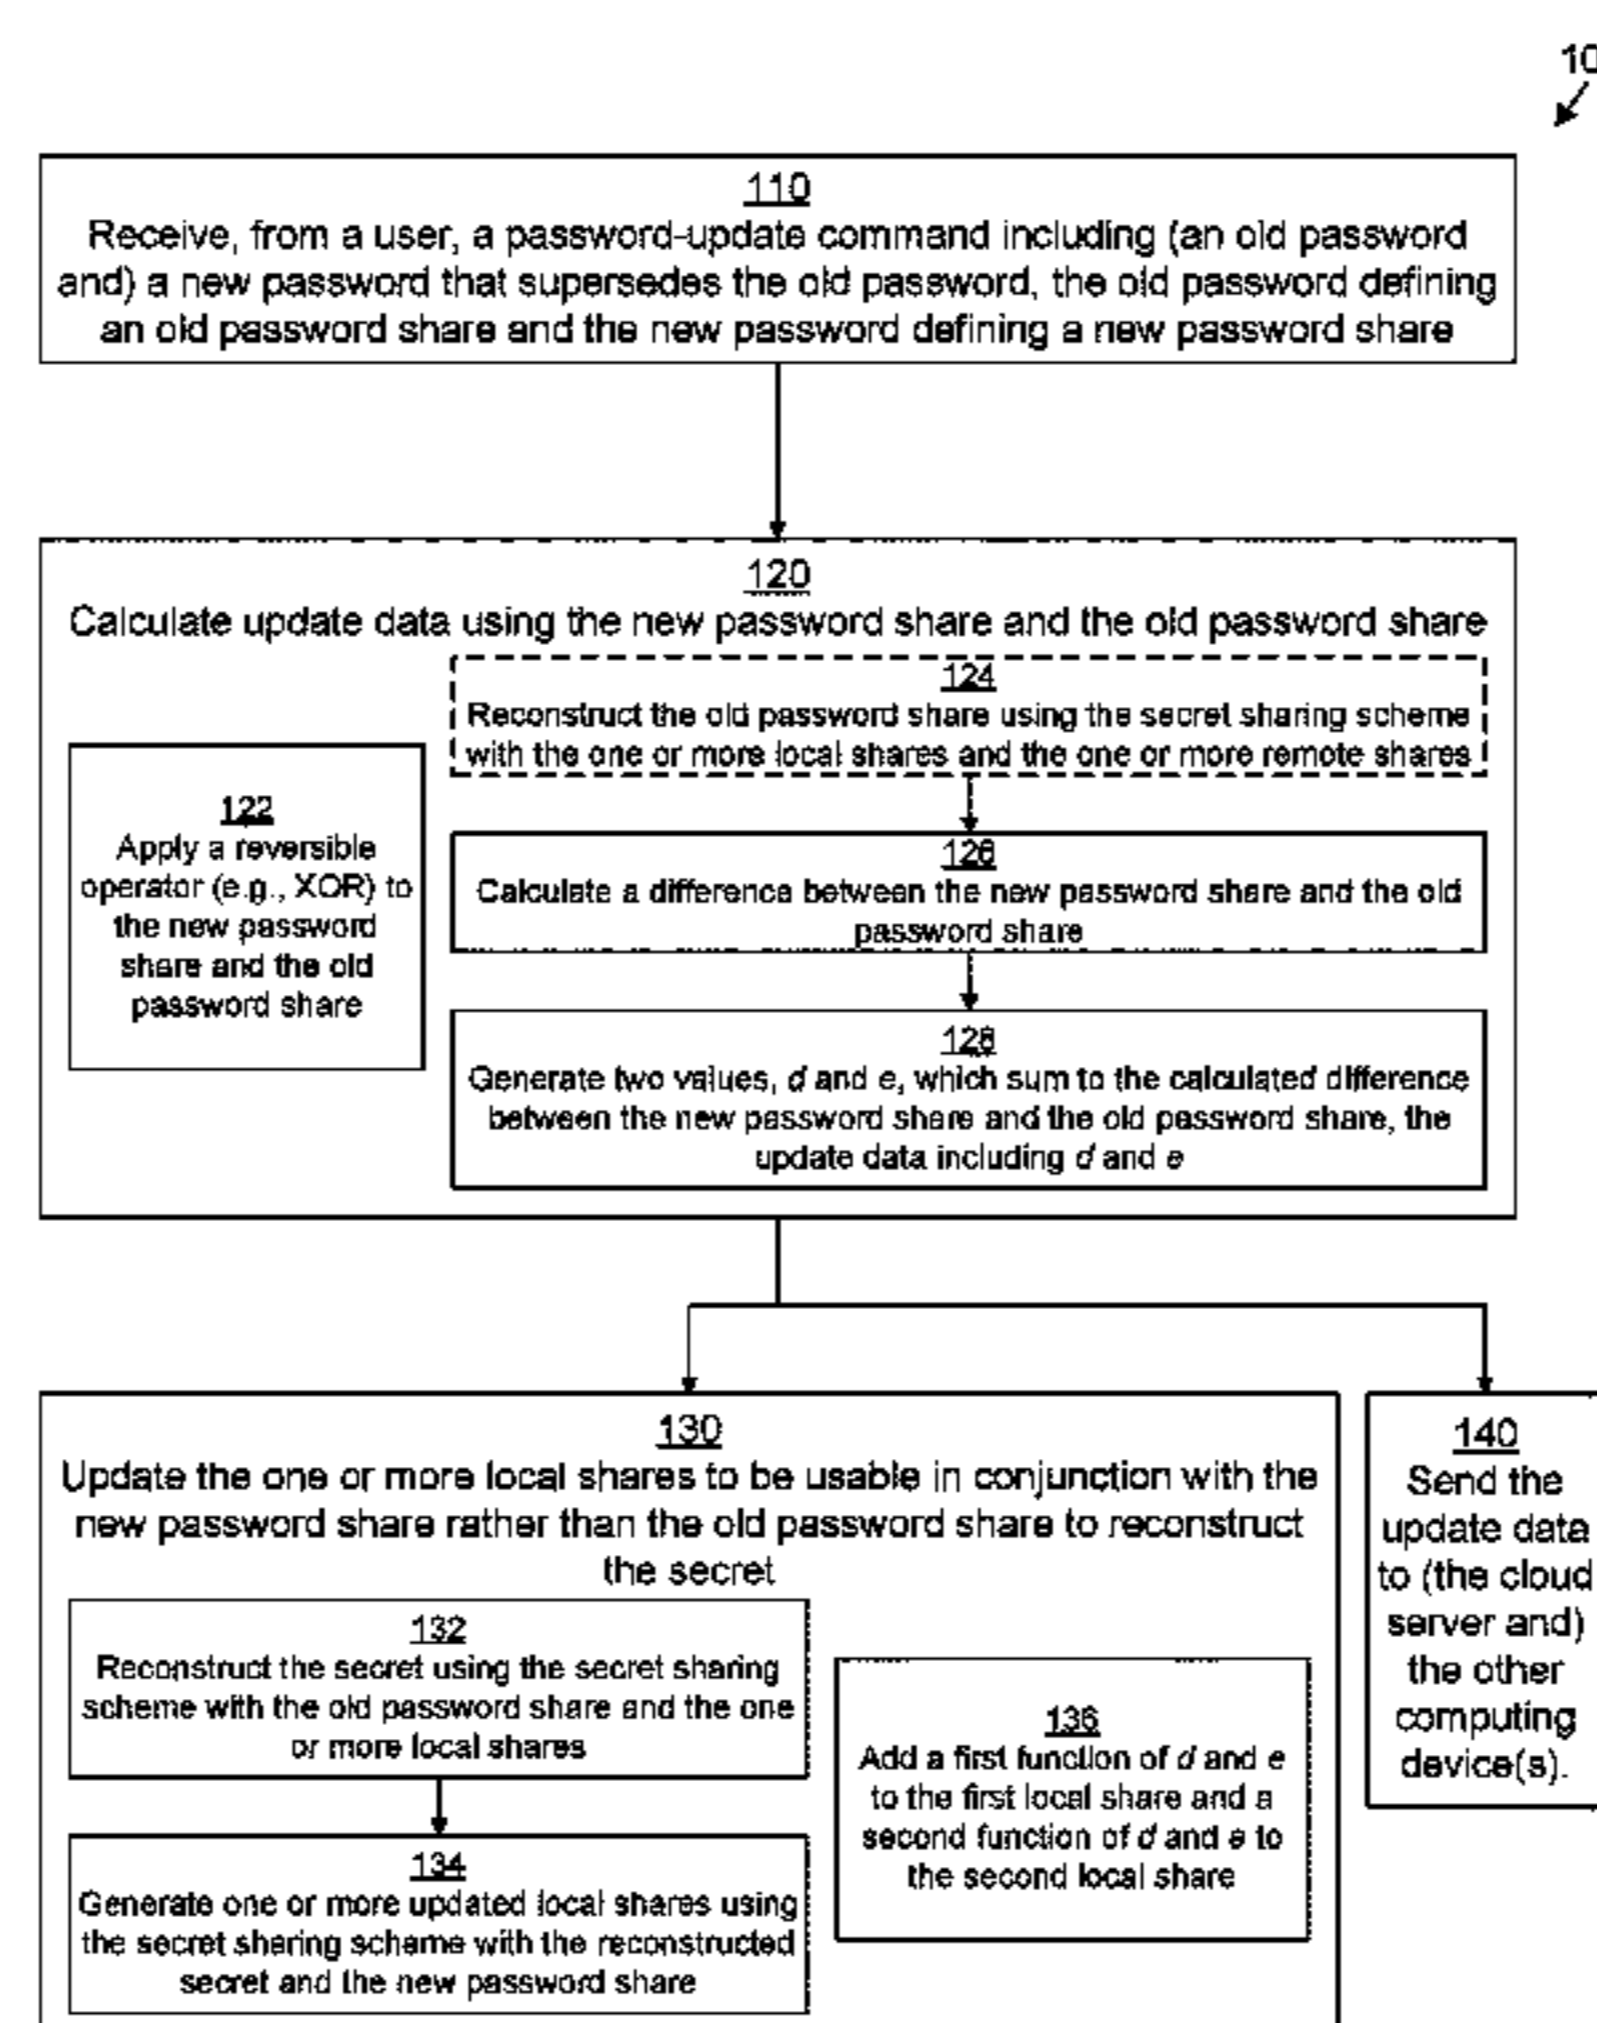 10
110
Receive, from a user, a password-update command including (an old password
and) a new password that supersedes the old password, the old password defining
an old password share and the new password defining a new password share
120
Calculate update data using the new password share and the old password share
122
Apply a reversible
operator (e.g., XOR) to
the new password
share and the old
password share
124
Reconstruct the old password share using the secret sharing scheme
with the one or more local shares and the one or more remote shares
126
Calculate a difference between the new password share and the old
password share
128
Generate two values, d and e, which sum to the calculated difference
between the new password share and the old password share, the
update data including d and e
130
Update the one or more local shares to be usable in conjunction with the
new password share rather than the old password share to reconstruct
the secret
132
Reconstruct the secret using the secret sharing
scheme with the old password share and the one
or more local shares
134
Generate one or more updated local shares using
the secret sharing scheme with the reconstructed
secret and the new password share
136
Add a first function of d and e
to the first local share and a
second function of d and e to
the second local share
140
Send the
update data
to (the cloud
server and)
the other
computing
device(s).